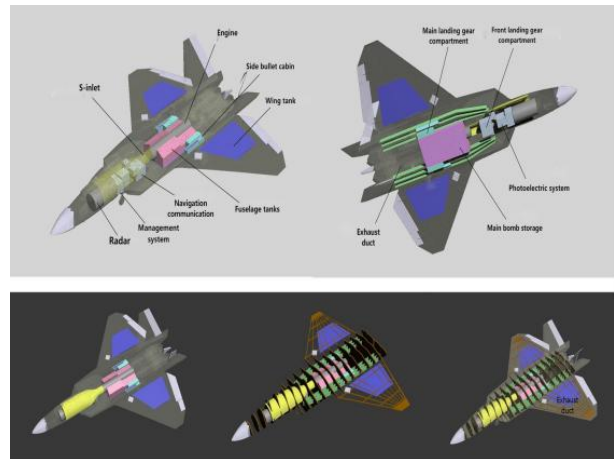 Engine
Side bullet cabin
S-inlet
Wing tank
Navigation
communication
Fuselage tanks
Management
system
Radar
Main landing gear
compartment
Front landing gear
compartment
Photoelectric system
Exhaust
duct
Main bomb storage
Exhaust
duct